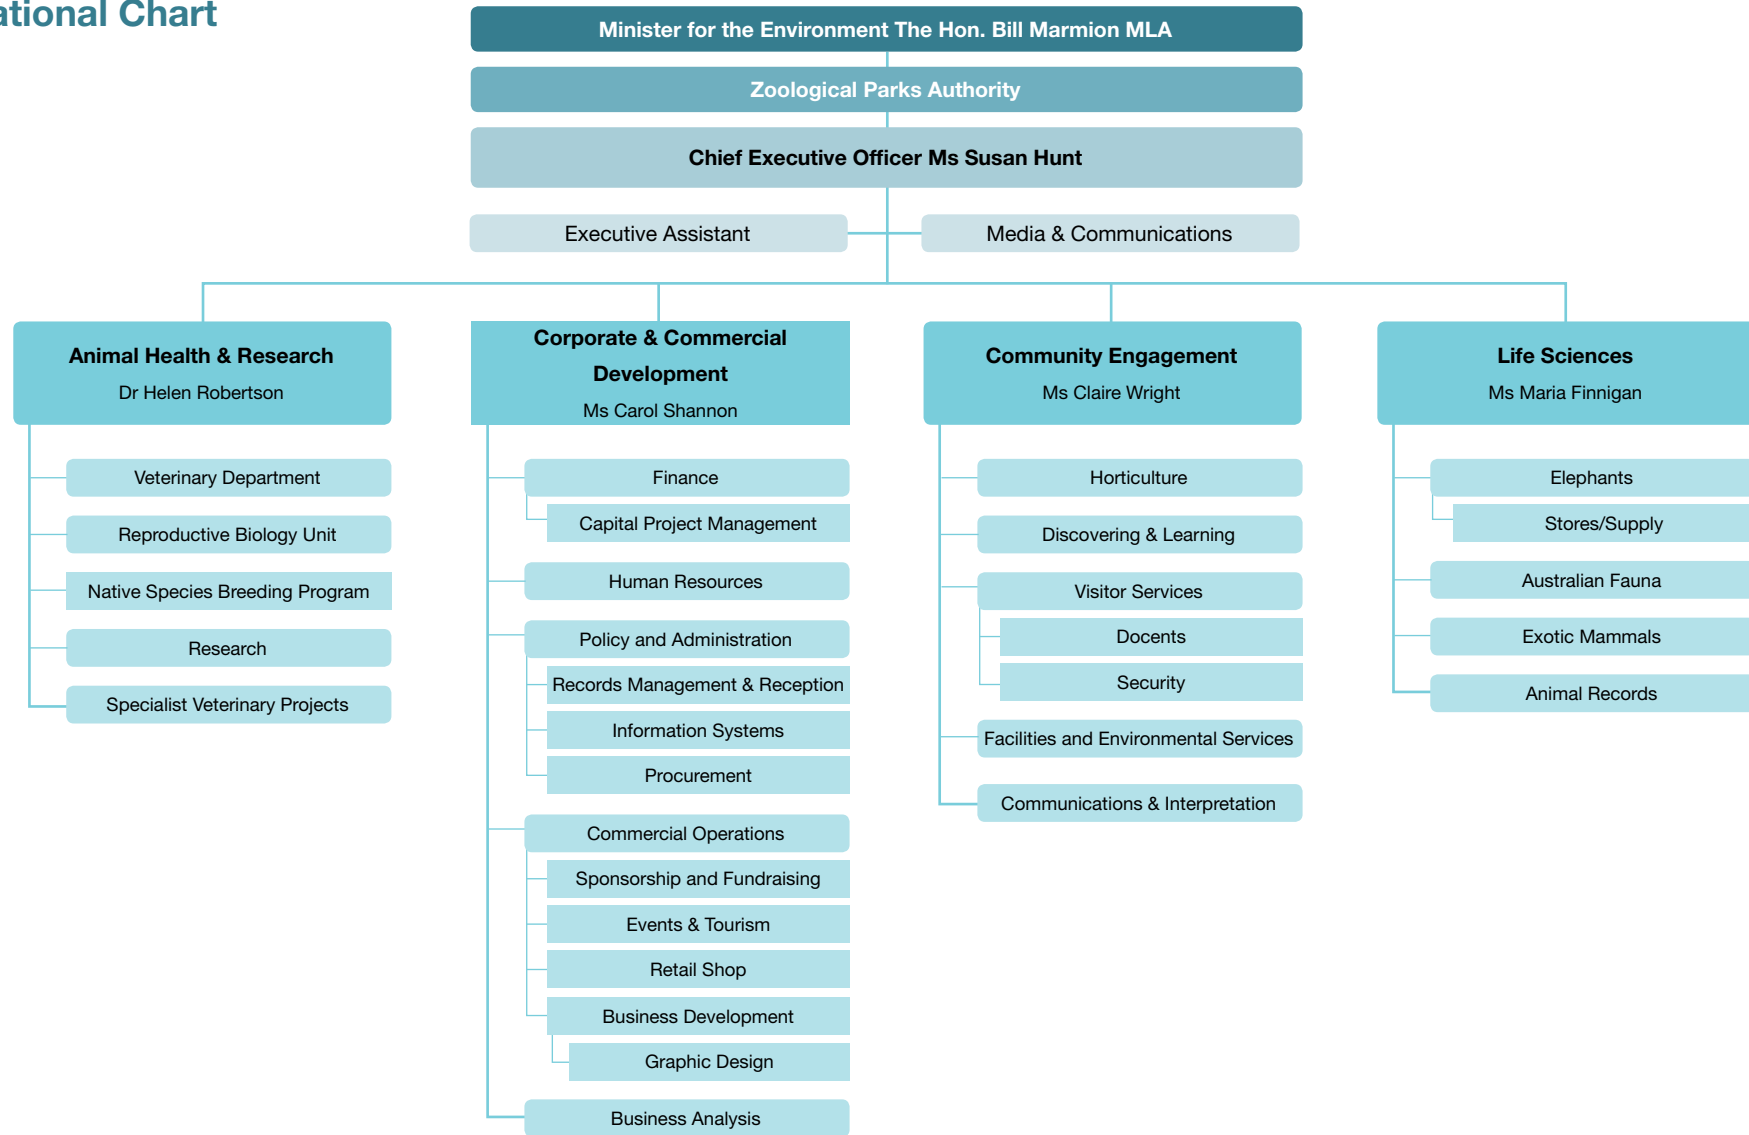 ational Chart
Minister for the Environment The Hon. Bill Marmion MLA
Zoological Parks Authority
Chief Executive Officer Ms Susan Hunt
Executive Assistant
Media & Communications
Animal Health & Research
Dr Helen Robertson
Veterinary Department
Reproductive Biology Unit
Native Species Breeding Program
Research
Specialist Veterinary Projects
Corporate & Commercial
Development
Ms Carol Shannon
Finance
Capital Project Management
Human Resources
Policy and Administration
Records Management & Reception
Information Systems
Procurement
Commercial Operations
Sponsorship and Fundraising
Events & Tourism
Retail Shop
Business Development
Graphic Design
Business Analysis
Community Engagement
Ms Claire Wright
Horticulture
Discovering & Learning
Visitor Services
Docents
Security
Facilities and Environmental Services
Communications & Interpretation
Life Sciences
Ms Maria Finnigan
Elephants
Stores/Supply
Australian Fauna
Exotic Mammals
Animal Records